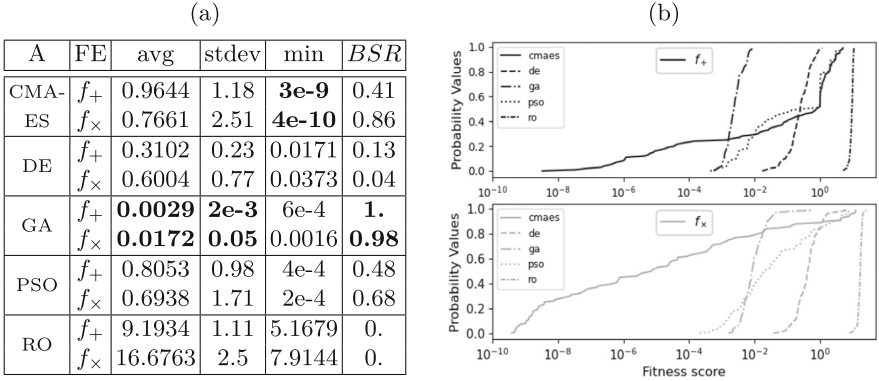 (a)
A FE avg stdev min BSR
CMA-ES f₊ 0.9644 1.18 3e-9 0.41
f× 0.7661 2.51 4e-10 0.86
DE f₊ 0.3102 0.23 0.0171 0.13
f× 0.6004 0.77 0.0373 0.04
GA f₊ 0.0029 2e-3 6e-4 1.
f× 0.0172 0.05 0.0016 0.98
PSO f₊ 0.8053 0.98 4e-4 0.48
f× 0.6938 1.71 2e-4 0.68
RO f₊ 9.1934 1.11 5.1679 0.
f× 16.6763 2.5 7.9144 0.
(b)
Probability Values
1.0
0.8
0.6
0.4
0.2
0.0
cmaes
de
ga
pso
ro
f₊
10⁻¹⁰ 10⁻⁸ 10⁻⁶ 10⁻⁴ 10⁻² 10⁰
Probability Values
1.0
0.8
0.6
0.4
0.2
0.0
cmaes
de
ga
pso
ro
f×
10⁻¹⁰ 10⁻⁸ 10⁻⁶ 10⁻⁴ 10⁻² 10⁰
Fitness score